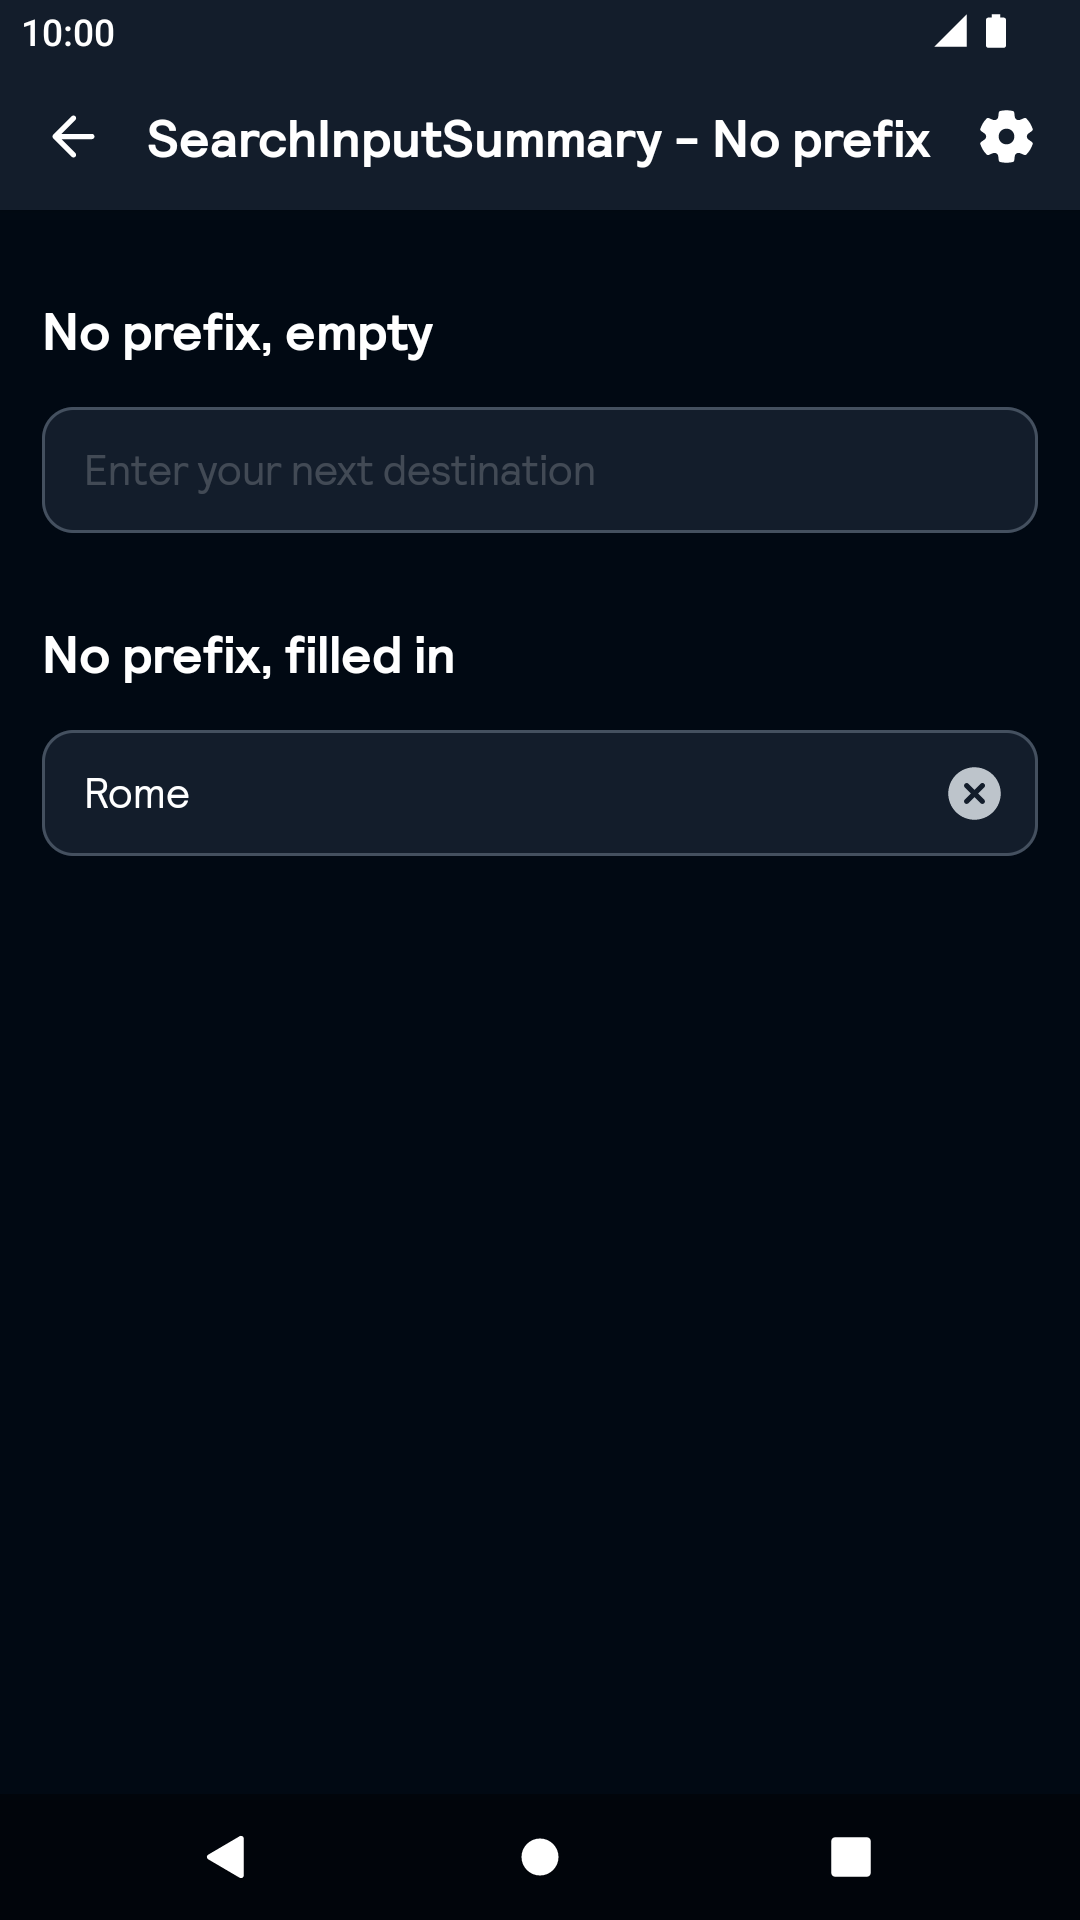 10:00
SearchInputSummary - No prefix
No prefix, empty
Enter your next destination
No prefix, filled in
Rome